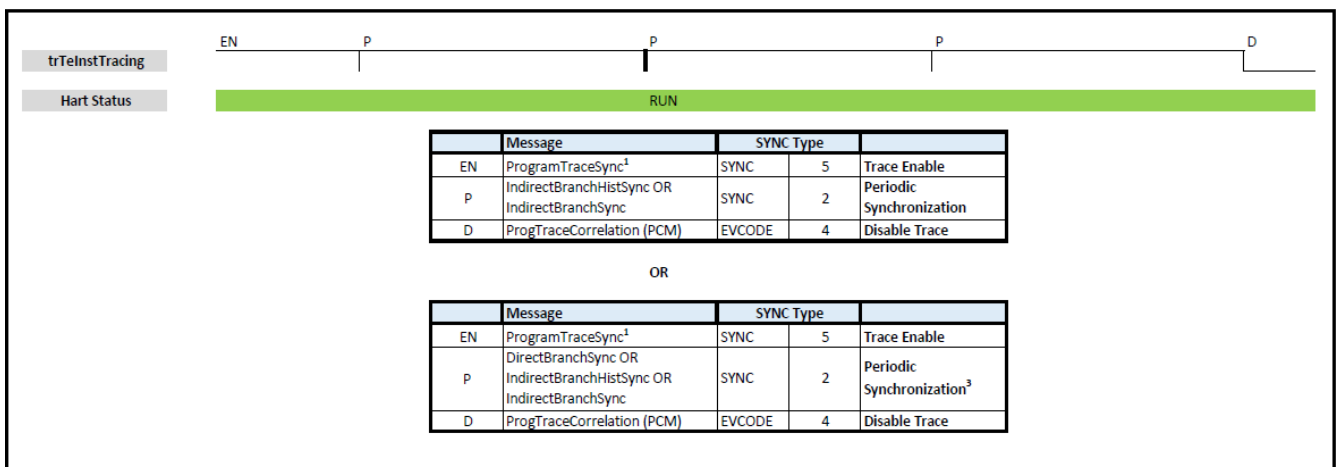 EN P P P D
trTeInstTracing
Hart Status RUN
Message SYNC Type
EN ProgramTraceSync¹ SYNC 5 Trace Enable
P IndirectBranchHistSync OR IndirectBranchSync SYNC 2 Periodic Synchronization
D ProgTraceCorrelation (PCM) EVCODE 4 Disable Trace
OR
Message SYNC Type
EN ProgramTraceSync¹ SYNC 5 Trace Enable
P DirectBranchSync OR IndirectBranchHistSync OR IndirectBranchSync SYNC 2 Periodic Synchronization³
D ProgTraceCorrelation (PCM) EVCODE 4 Disable Trace